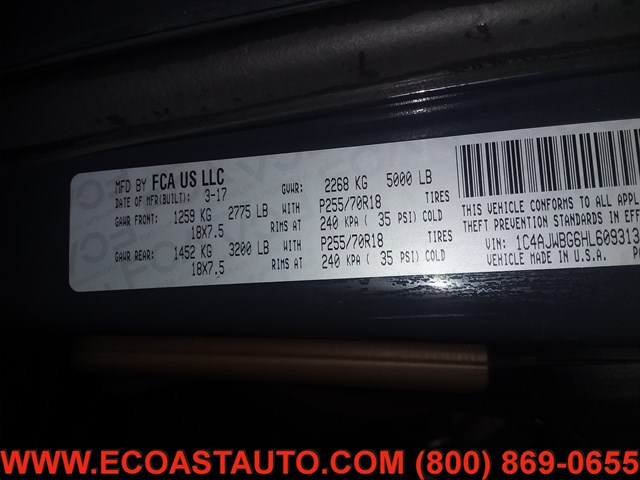 MFD BY FCA US LLC
DATE OF MFR(BUILT): 3-17 GVWR: 2268 KG 5000 LB
GAWR FRONT: 1259 KG 2775 LB WITH P255/70R18 TIRES
18X7.5 RIMS AT 240 KPA ( 35 PSI) COLD
GAWR REAR: 1452 KG 3200 LB WITH P255/70R18 TIRES
18X7.5 RIMS AT 240 KPA ( 35 PSI) COLD
THIS VEHICLE CONFORMS TO ALL
THEFT PREVENTION STANDARDS IN EF
VIN: 1C4AJWBG6HL609313
VEHICLE MADE IN U.S.A.
WWW.ECOASTAUTO.COM (800) 869-0655